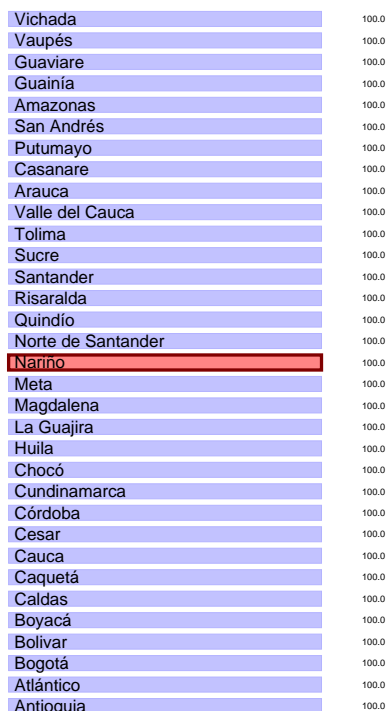 Vichada 100.0
Vaupés 100.0
Guaviare 100.0
Guainía 100.0
Amazonas 100.0
San Andrés 100.0
Putumayo 100.0
Casanare 100.0
Arauca 100.0
Valle del Cauca 100.0
Tolima 100.0
Sucre 100.0
Santander 100.0
Risaralda 100.0
Quindío 100.0
Norte de Santander 100.0
Nariño 100.0
Meta 100.0
Magdalena 100.0
La Guajira 100.0
Huila 100.0
Chocó 100.0
Cundinamarca 100.0
Córdoba 100.0
Cesar 100.0
Cauca 100.0
Caquetá 100.0
Caldas 100.0
Boyacá 100.0
Bolivar 100.0
Bogotá 100.0
Atlántico 100.0
Antioquia 100.0